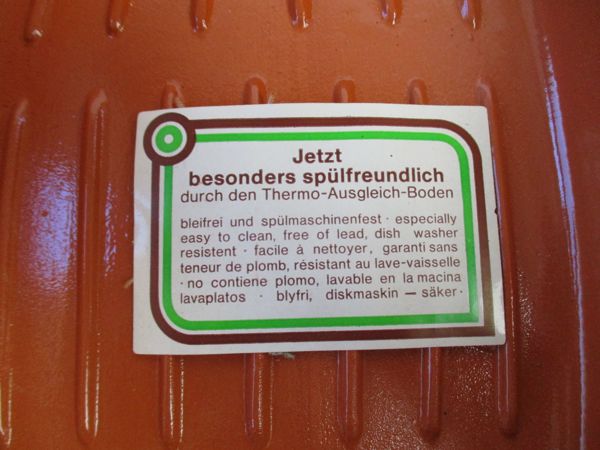 Jetzt
besonders spülfreundlich
durch den Thermo-Ausgleich-Boden
bleifrei und spülmaschinenfest · especially
easy to clean, free of lead, dish washer
resistent · facile à nettoyer, garanti sans
teneur de plomb, résistant au lave-vaisselle
· no contiene plomo, lavable en la macina
lavaplatos · blyfri, diskmaskin — säker ·